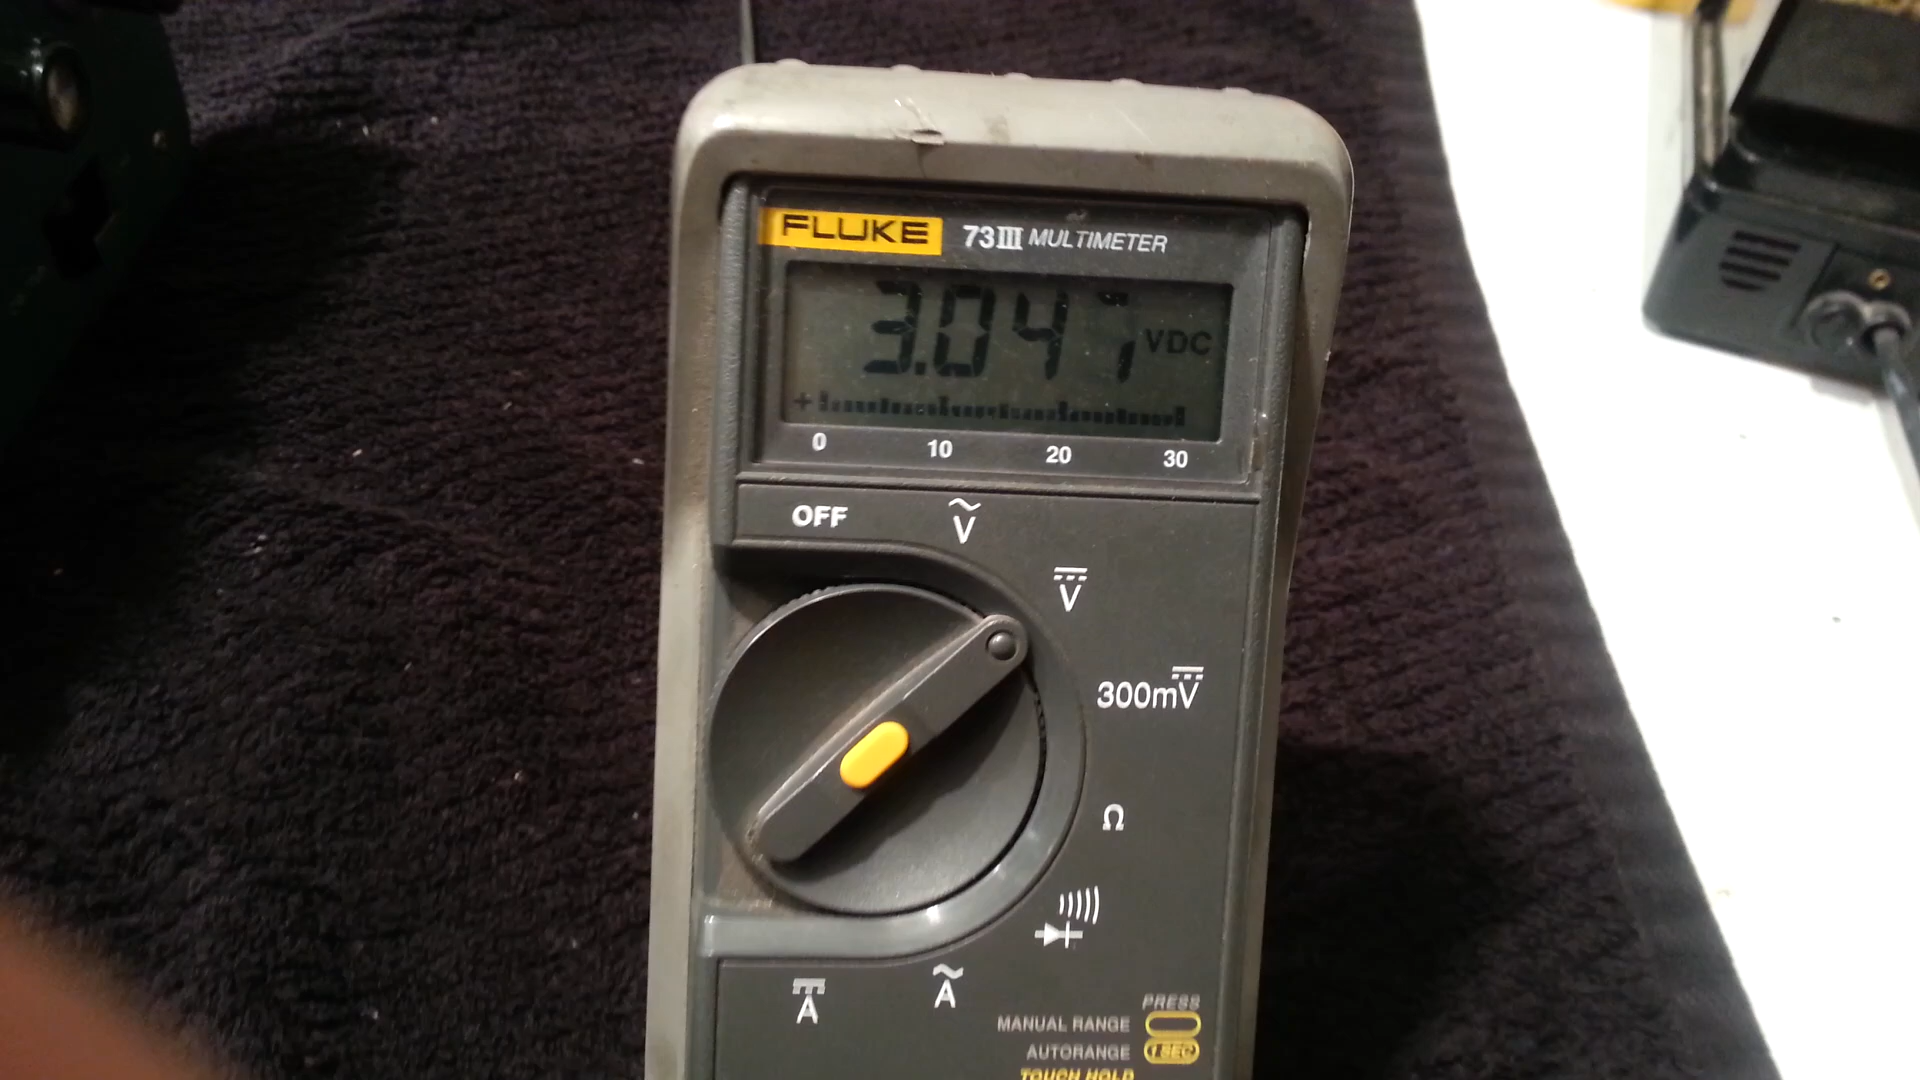 FLUKE 73III MULTIMETER
3.047 VDC
+
0 10 20 30
OFF
V
V
300mV
Ω
A
A
PRESS
MANUAL RANGE
AUTORANGE 1 SEC
TOUCH HOLD